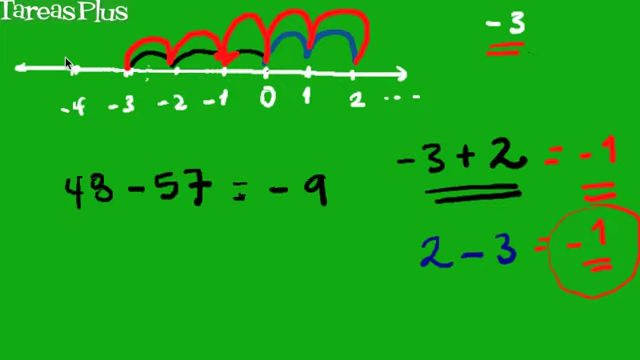 TareasPlus
-3
-4 -3 -2 -1 0 1 2 ....
-3 + 2 = -1
48 - 57 = -9
2 - 3 = -1